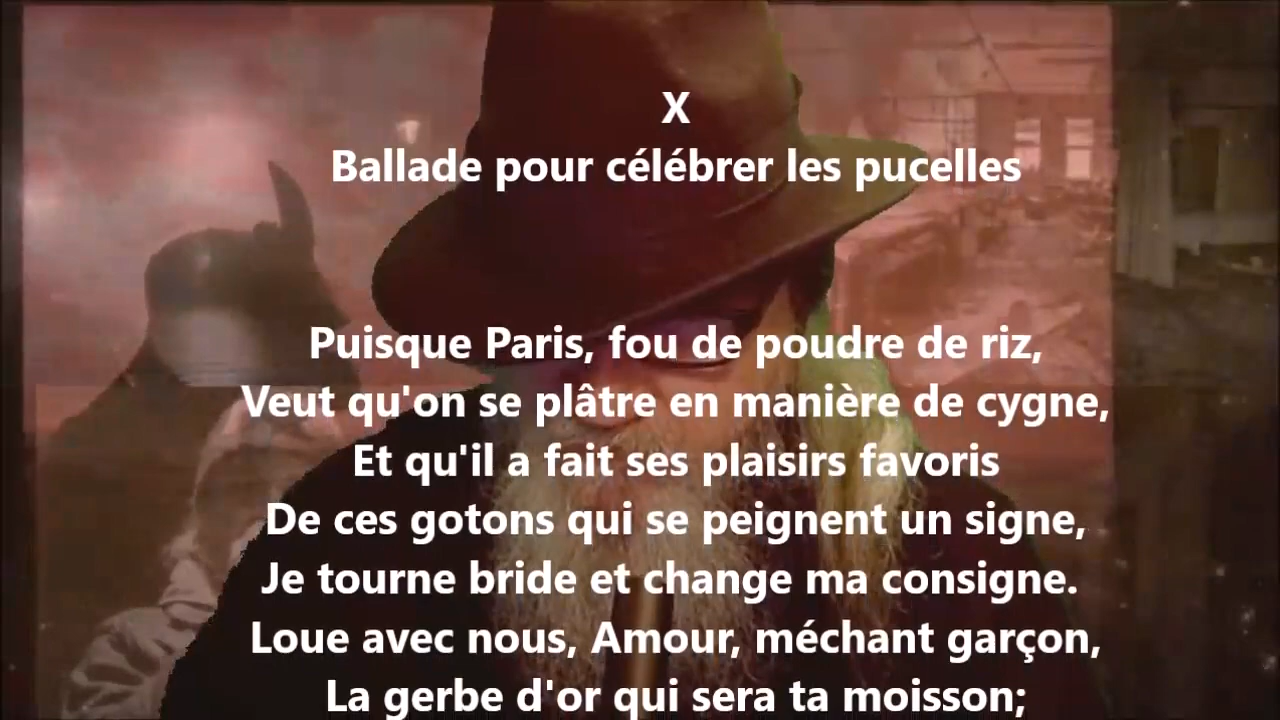 X
Ballade pour célébrer les pucelles
Puisque Paris, fou de poudre de riz,
Veut qu'on se plâtre en manière de cygne,
Et qu'il a fait ses plaisirs favoris
De ces gotons qui se peignent un signe,
Je tourne bride et change ma consigne.
Loue avec nous, Amour, méchant garçon,
La gerbe d'or qui sera ta moisson;